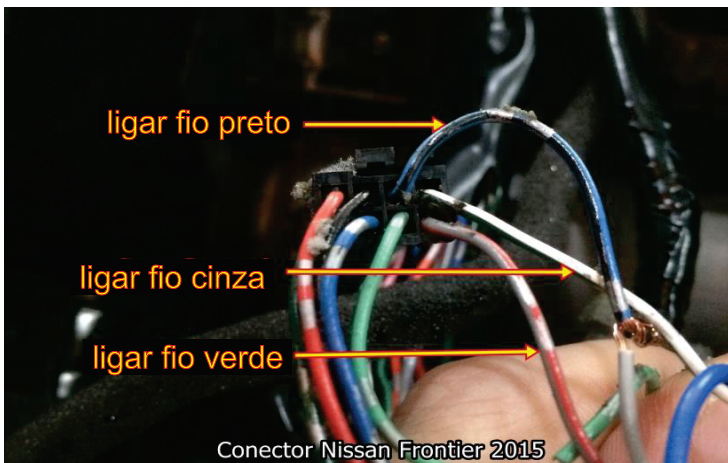 ligar fio preto
ligar fio cinza
ligar fio verde
Conector Nissan Frontier 2015